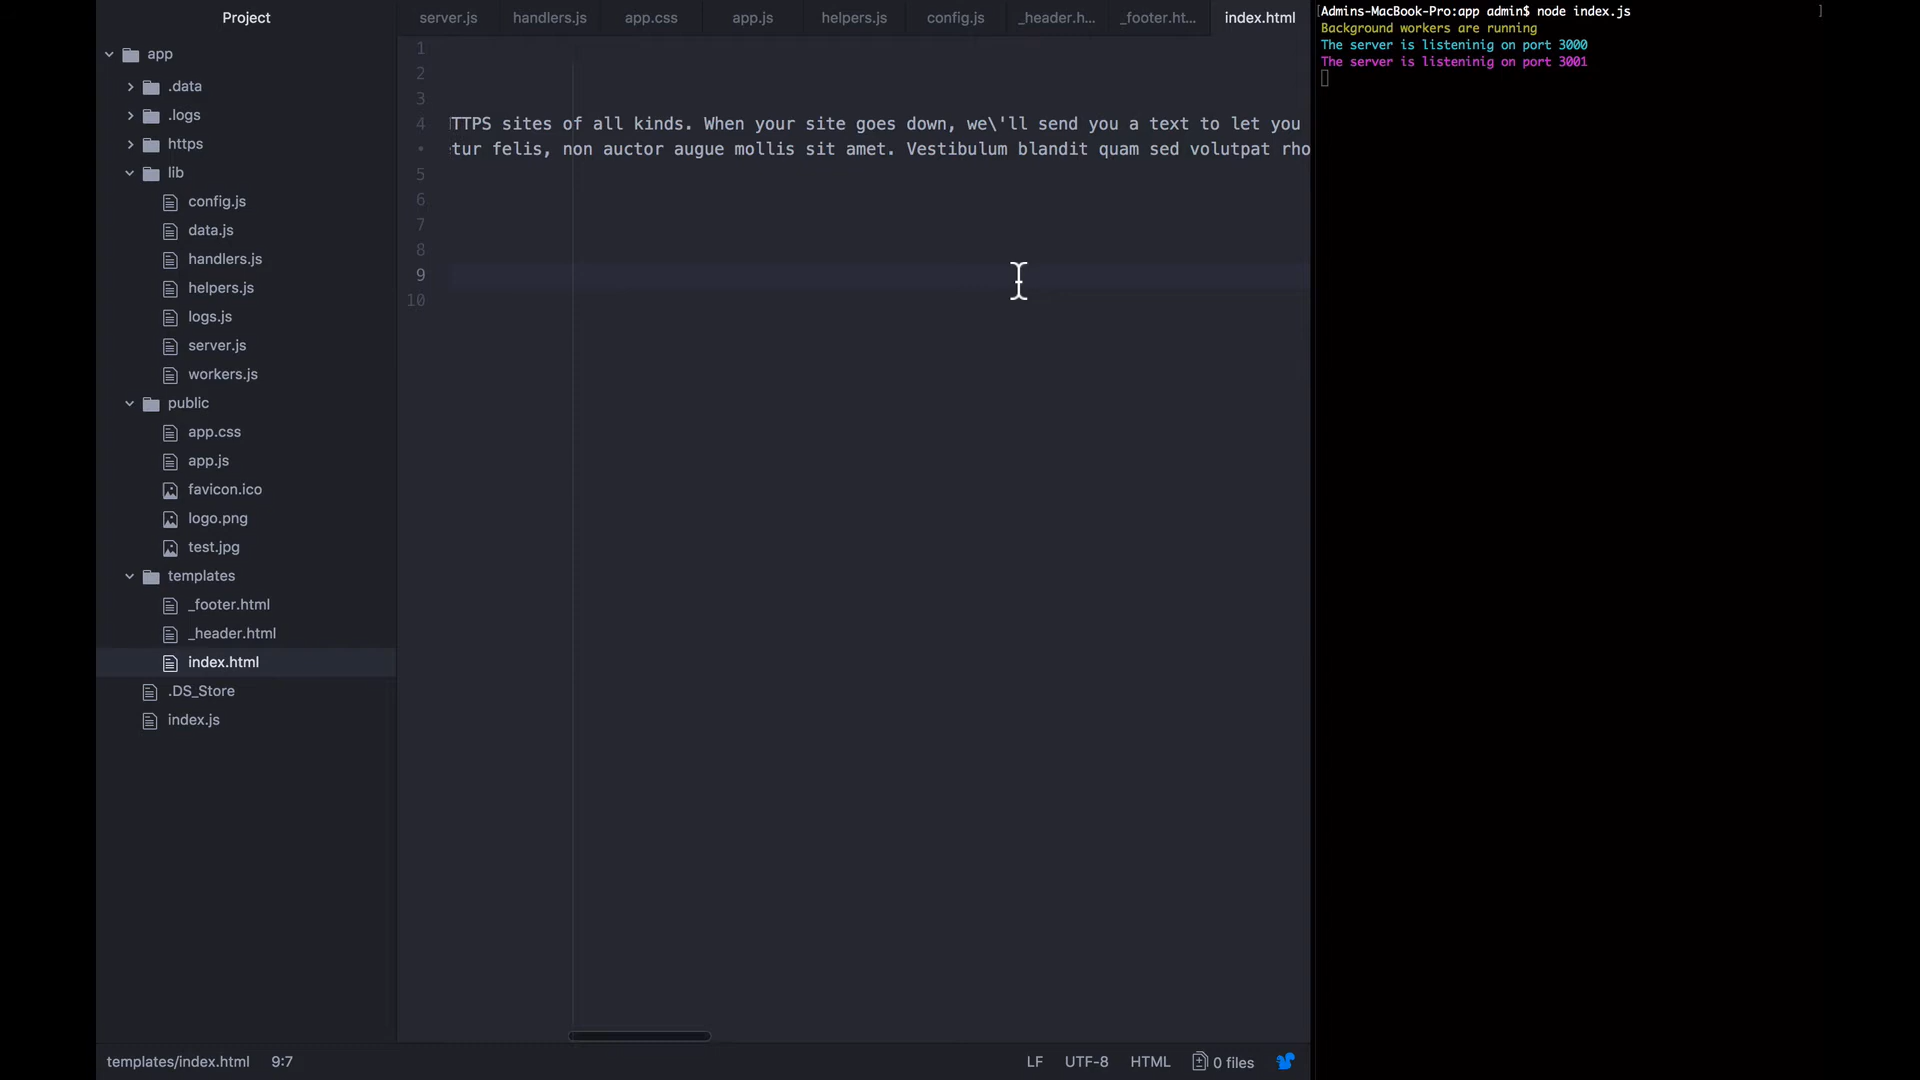 Project
app
.data
.logs
https
lib
config.js
data.js
handlers.js
helpers.js
logs.js
server.js
workers.js
public
app.css
app.js
favicon.ico
logo.png
test.jpg
templates
_footer.html
_header.html
index.html
.DS_Store
index.js
server.js
handlers.js
app.css
app.js
helpers.js
config.js
_header.h...
_footer.ht...
index.html
1
2
3
4 TTPS sites of all kinds. When your site goes down, we\'ll send you a text to let you
• tur felis, non auctor augue mollis sit amet. Vestibulum blandit quam sed volutpat rho
5
6
7
8
9
10
templates/index.html 9:7
LF UTF-8 HTML 0 files
[Admins-MacBook-Pro:app admin$ node index.js ]
Background workers are running
The server is listeninig on port 3000
The server is listeninig on port 3001